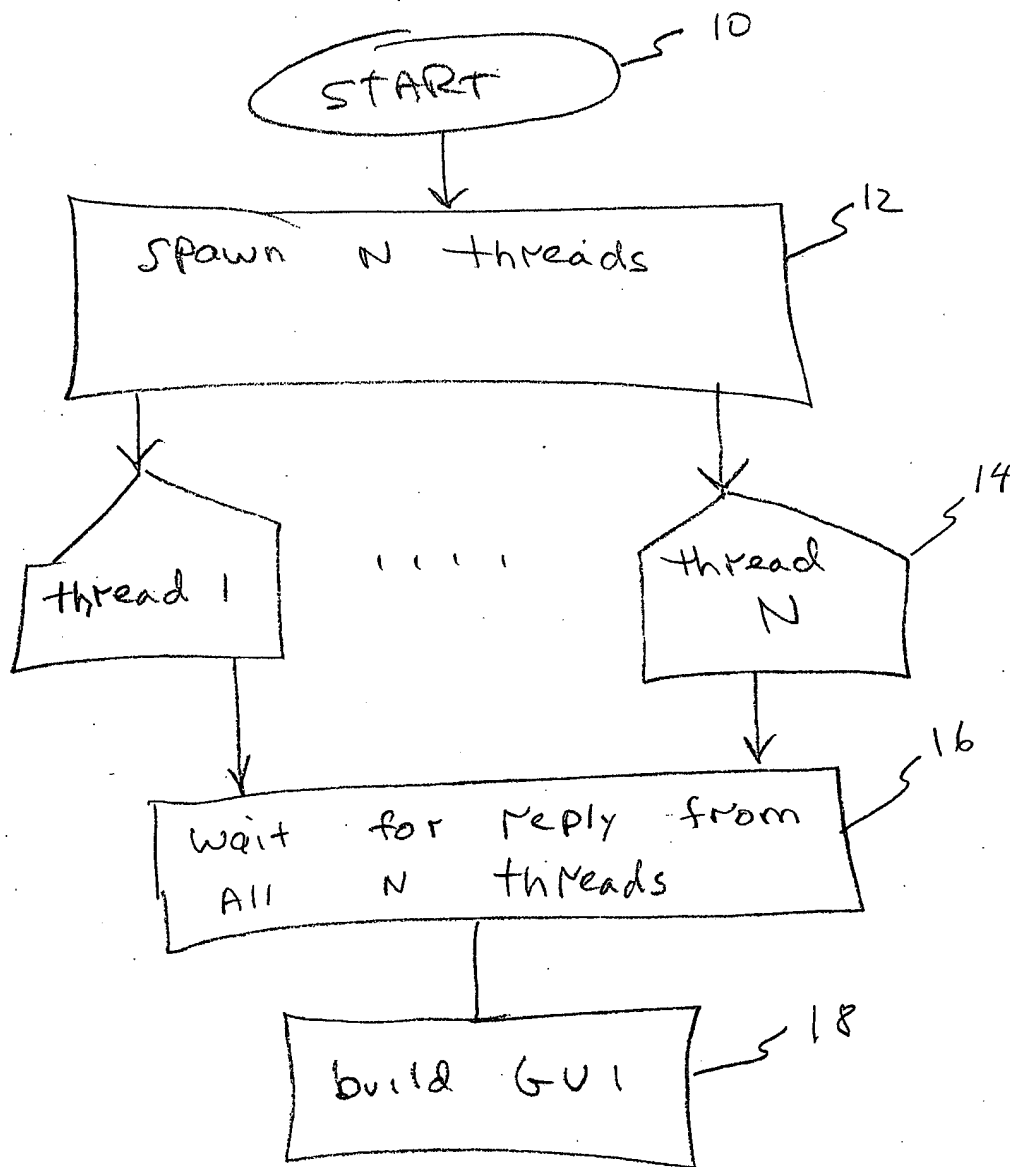 10
START
12
spawn N threads
14
thread 1
. . . .
thread
N
16
wait for reply from
All N threads
18
build GUI